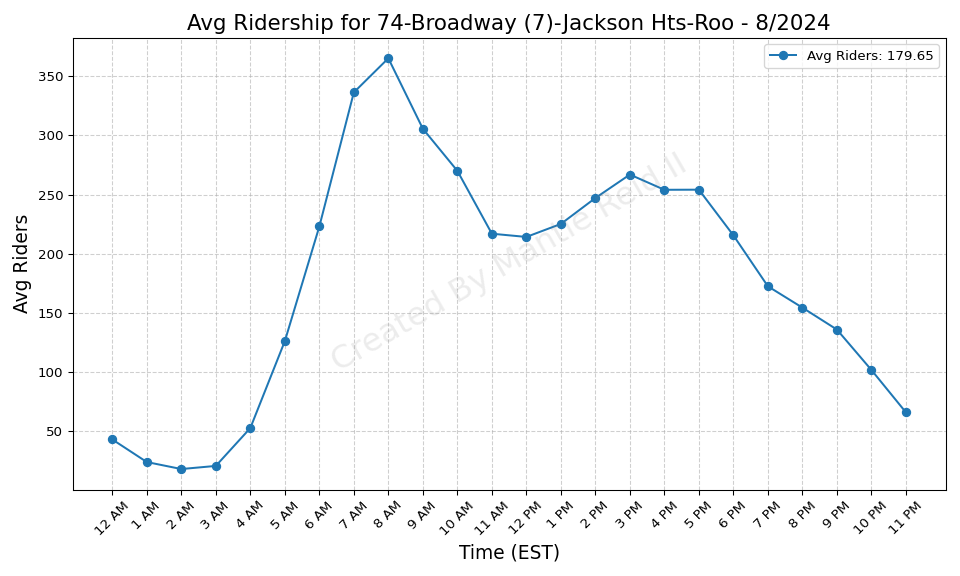 Avg Ridership for 74-Broadway (7)-Jackson Hts-Roo - 8/2024
Avg Riders: 179.65
Avg Riders
350
300
250
200
150
100
50
Created By Mantie Reid II
12 AM
1 AM
2 AM
3 AM
4 AM
5 AM
6 AM
7 AM
8 AM
9 AM
10 AM
11 AM
12 PM
1 PM
2 PM
3 PM
4 PM
5 PM
6 PM
7 PM
8 PM
9 PM
10 PM
11 PM
Time (EST)